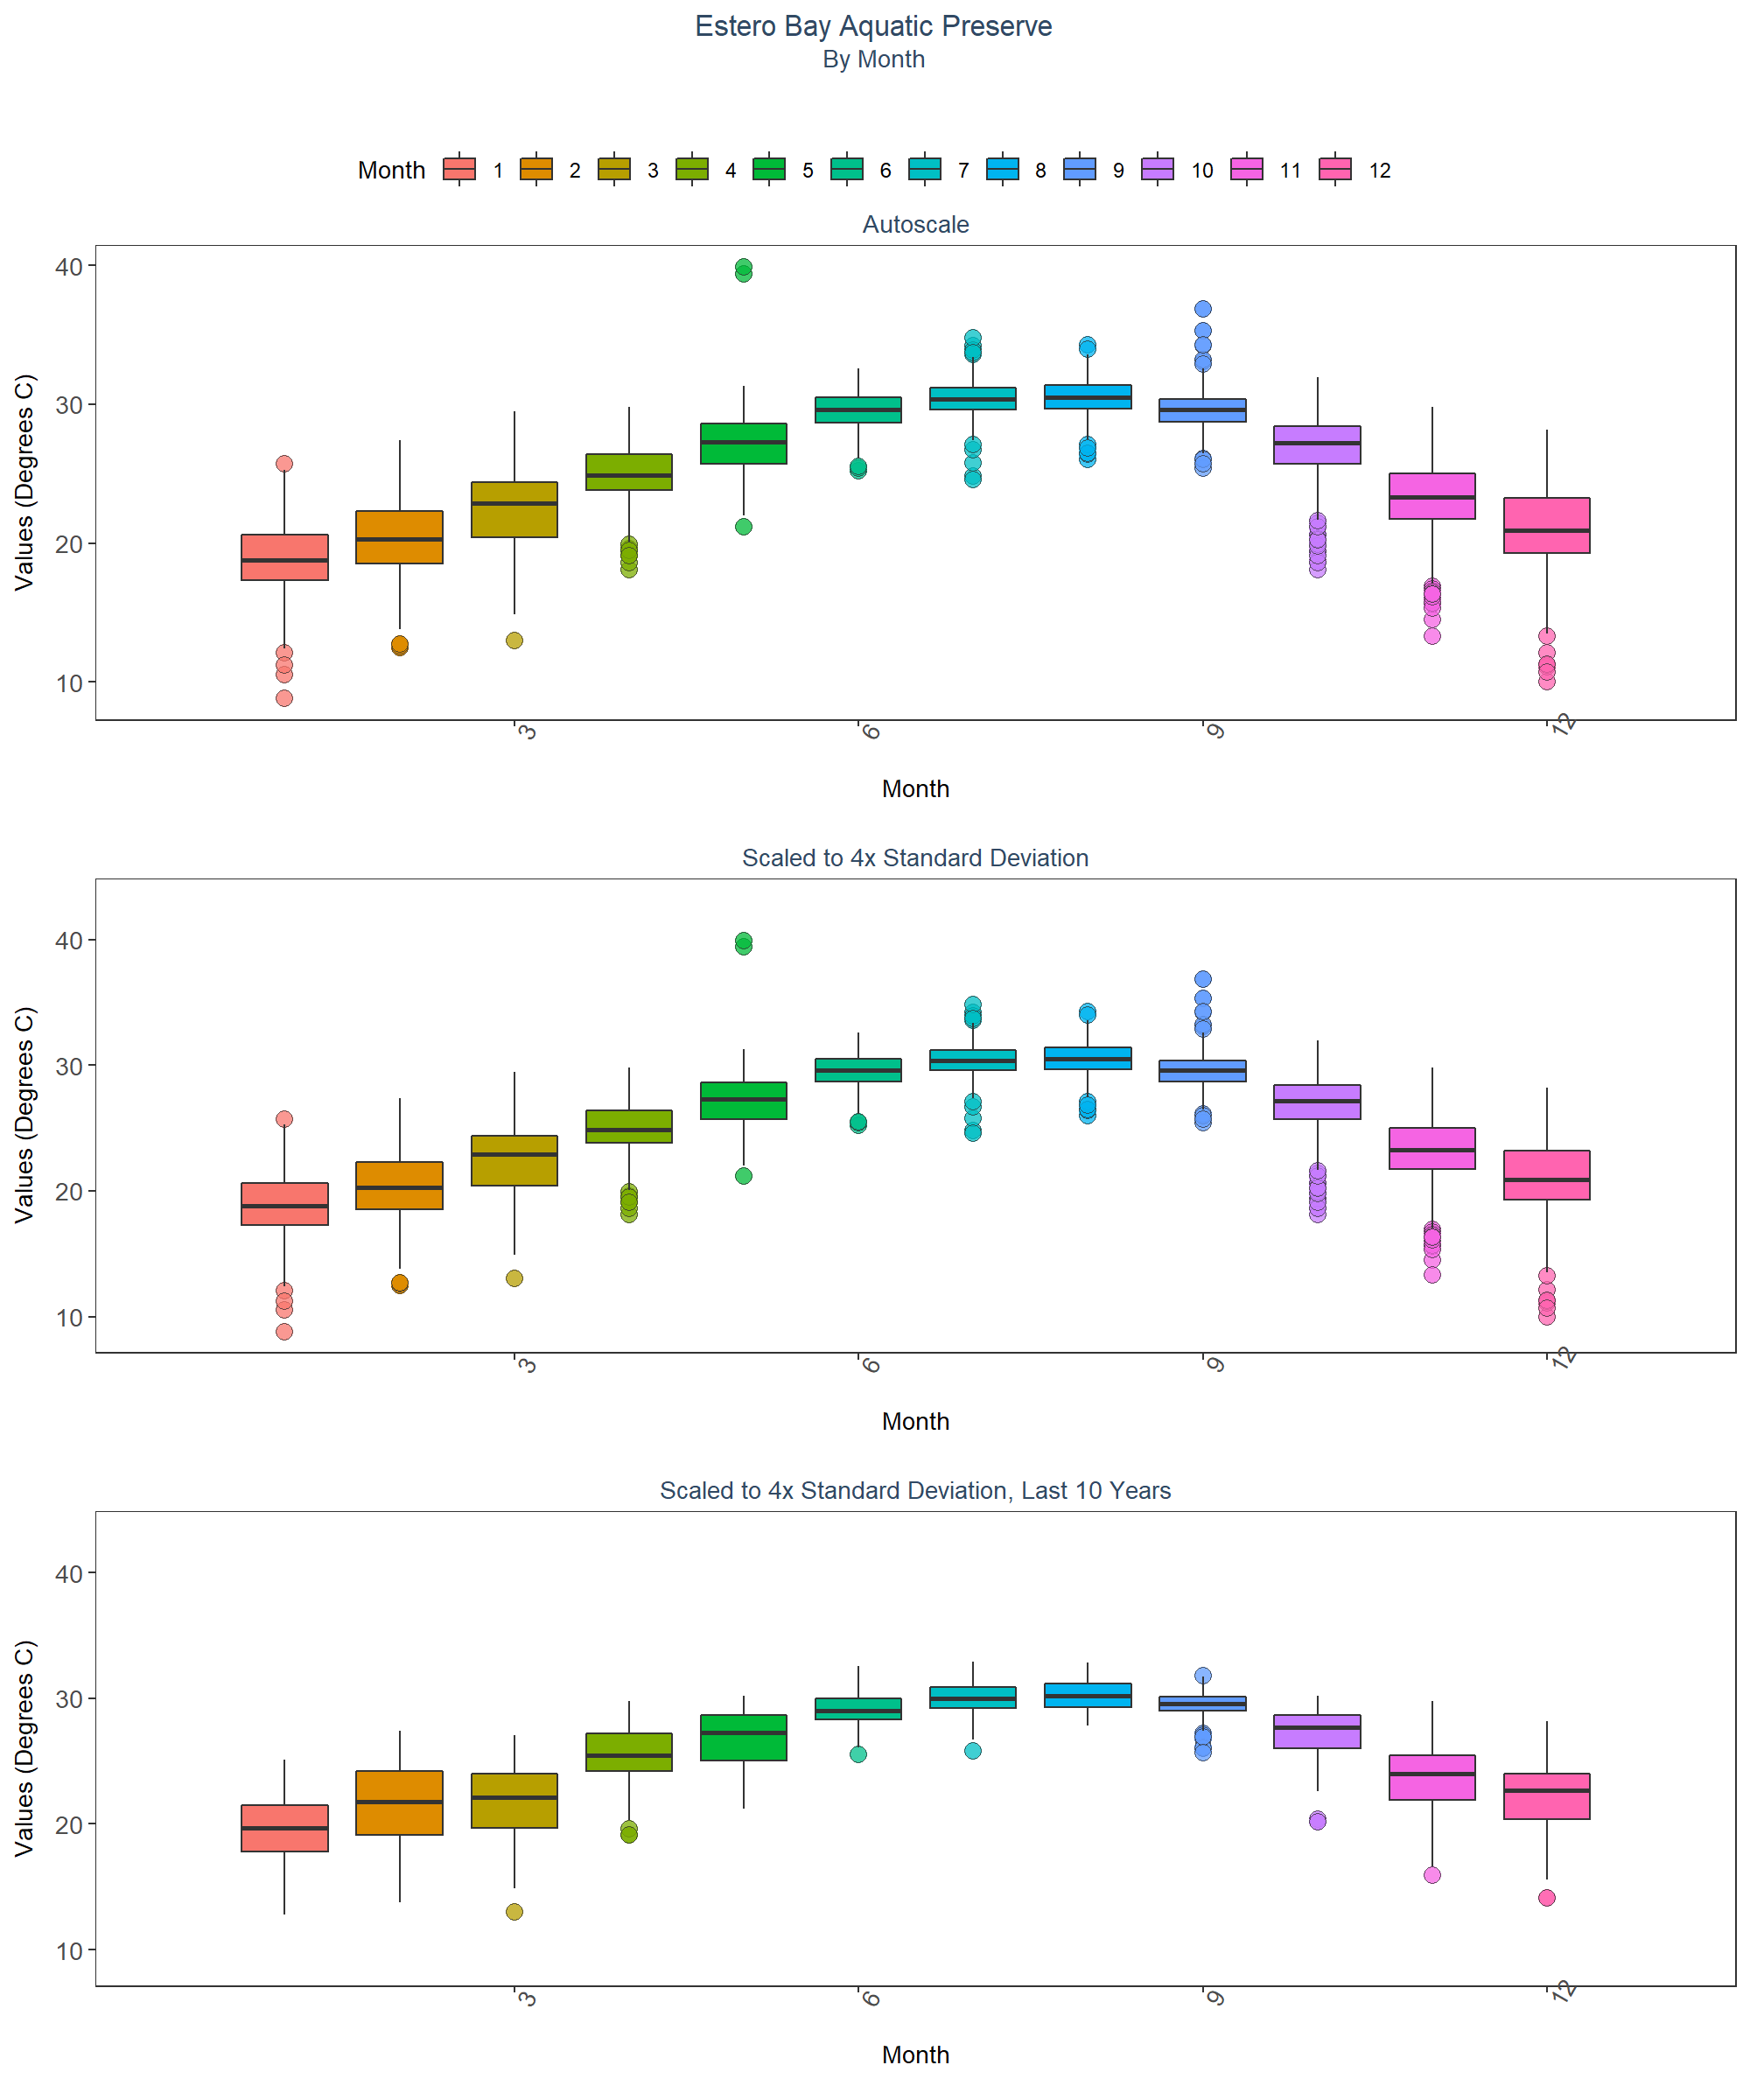 Estero Bay Aquatic Preserve
By Month
Month 1 2 3 4 5 6 7 8 9 10 11 12
Autoscale
Values (Degrees C)
40
30
20
10
3 6 9 12
Month
Scaled to 4x Standard Deviation
Values (Degrees C)
40
30
20
10
3 6 9 12
Month
Scaled to 4x Standard Deviation, Last 10 Years
Values (Degrees C)
40
30
20
10
3 6 9 12
Month